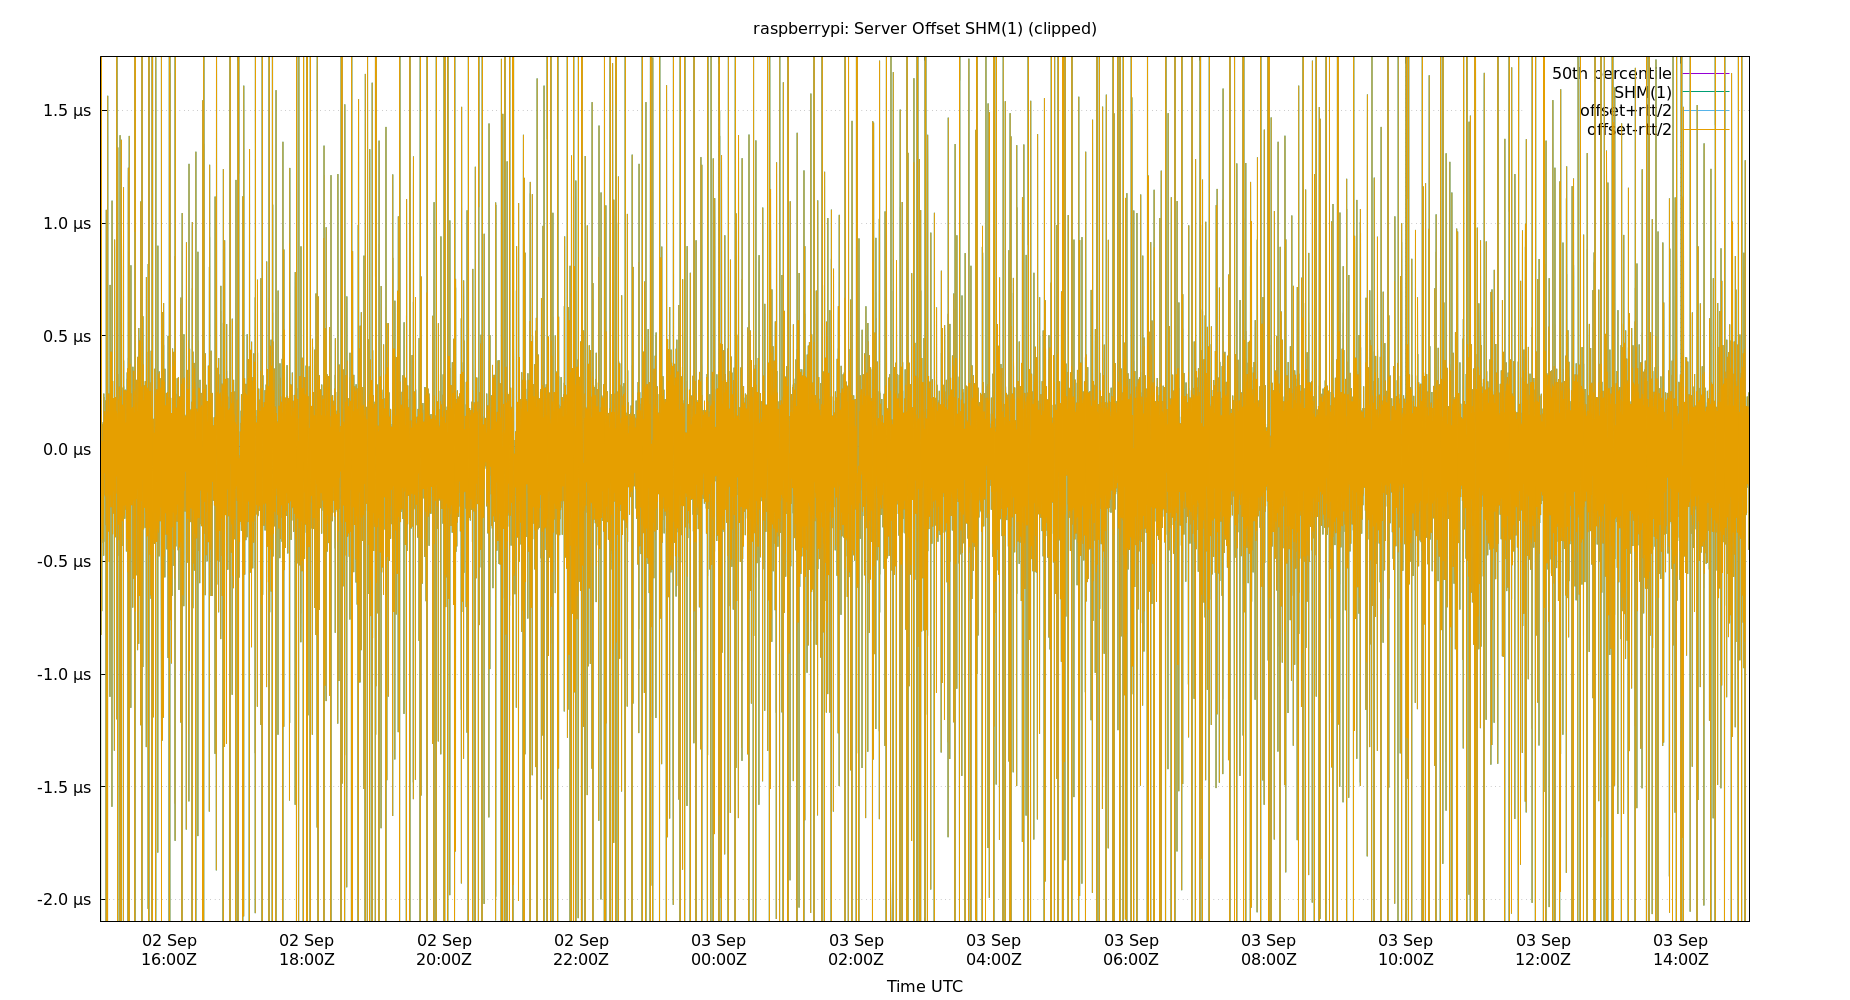 raspberrypi: Server Offset SHM(1) (clipped)
50th percentile
SHM(1)
offset+rtt/2
offset-rtt/2
1.5 µs
1.0 µs
0.5 µs
0.0 µs
-0.5 µs
-1.0 µs
-1.5 µs
-2.0 µs
02 Sep 02 Sep 02 Sep 02 Sep 03 Sep 03 Sep 03 Sep 03 Sep 03 Sep 03 Sep 03 Sep 03 Sep
16:00Z 18:00Z 20:00Z 22:00Z 00:00Z 02:00Z 04:00Z 06:00Z 08:00Z 10:00Z 12:00Z 14:00Z
Time UTC